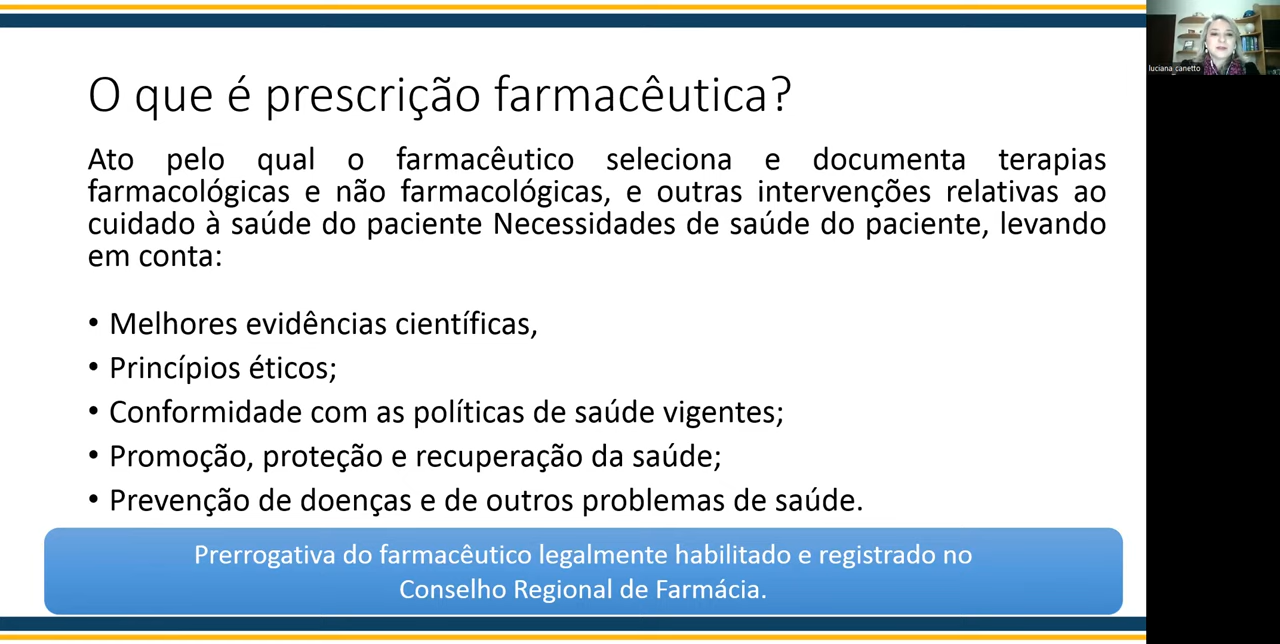 O que é prescrição farmacêutica?
Ato pelo qual o farmacêutico seleciona e documenta terapias
farmacológicas e não farmacológicas, e outras intervenções relativas ao
cuidado à saúde do paciente Necessidades de saúde do paciente, levando
em conta:
• Melhores evidências científicas,
• Princípios éticos;
• Conformidade com as políticas de saúde vigentes;
• Promoção, proteção e recuperação da saúde;
• Prevenção de doenças e de outros problemas de saúde.
Prerrogativa do farmacêutico legalmente habilitado e registrado no
Conselho Regional de Farmácia.
luciana canetto